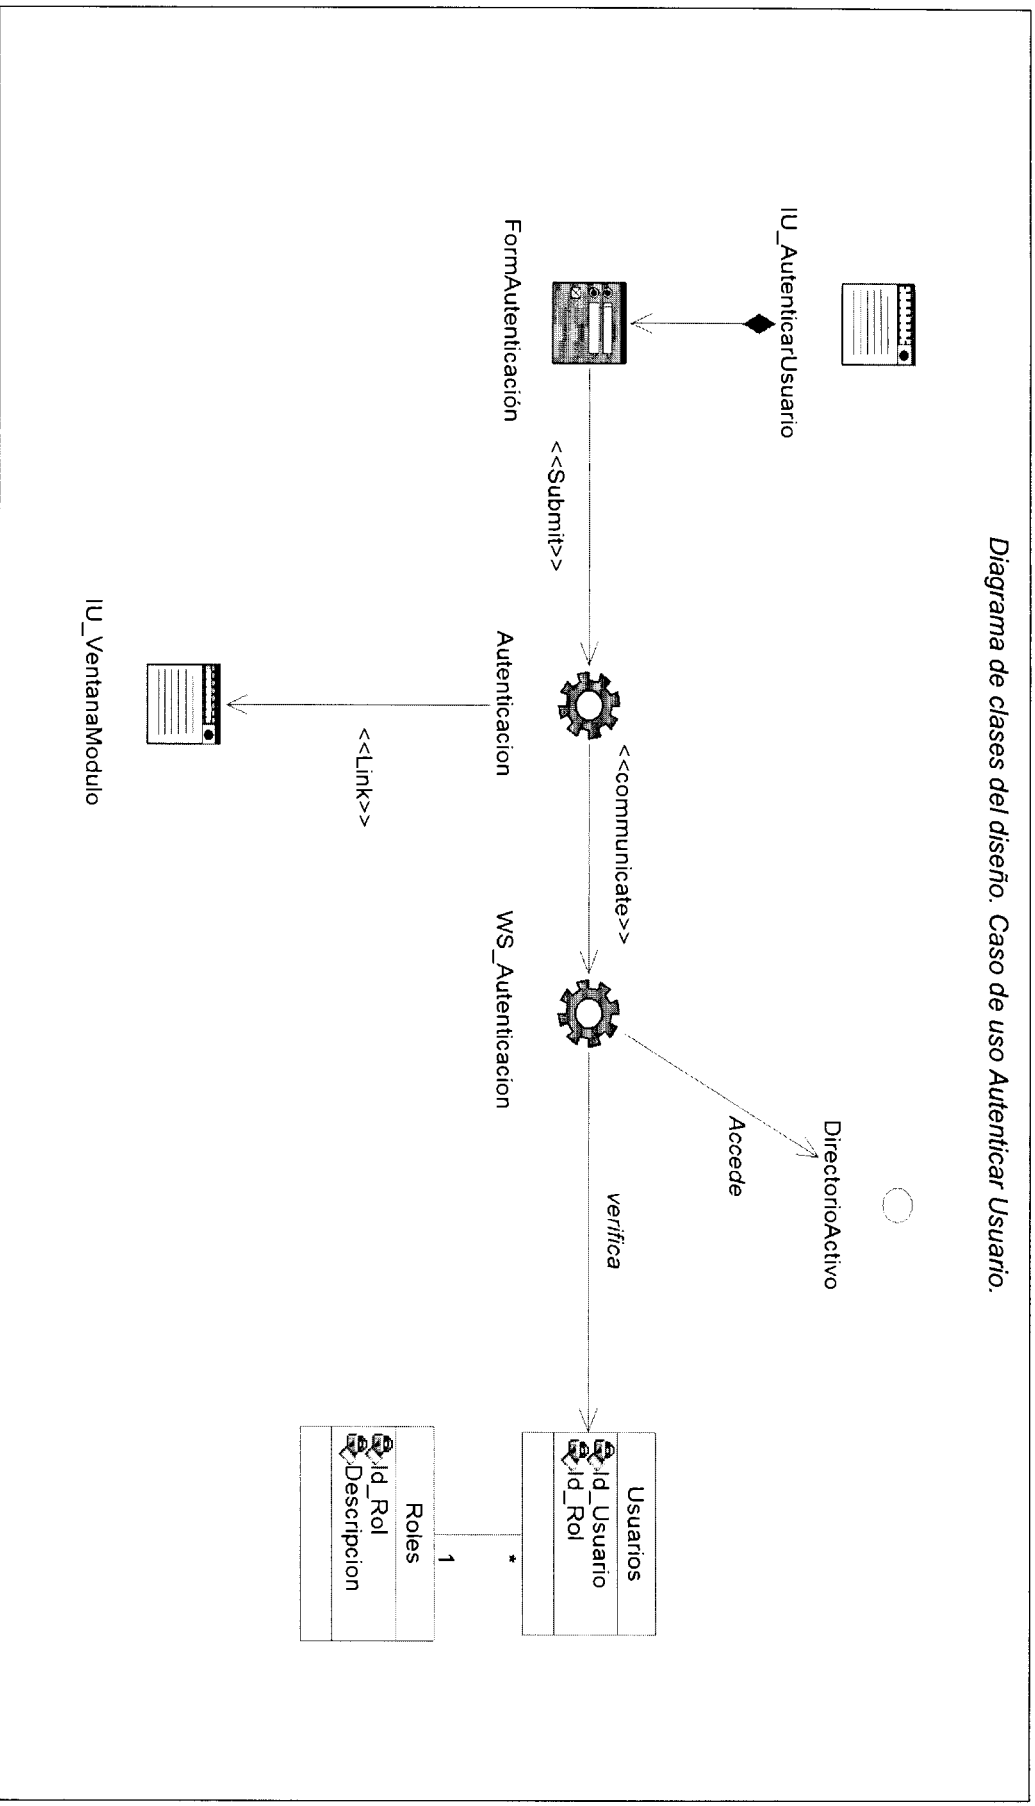 Diagrama de clases del diseño. Caso de uso Autenticar Usuario.
IU_AutenticarUsuario
DirectorioActivo
Accede
<<communicate>>
verifica
Usuarios
Id_Usuario
Id_Rol
FormAutenticación
<<Submit>>
Autenticacion
WS_Autenticacion
*
1
Roles
Id_Rol
Descripcion
<<Link>>
IU_VentanaModulo